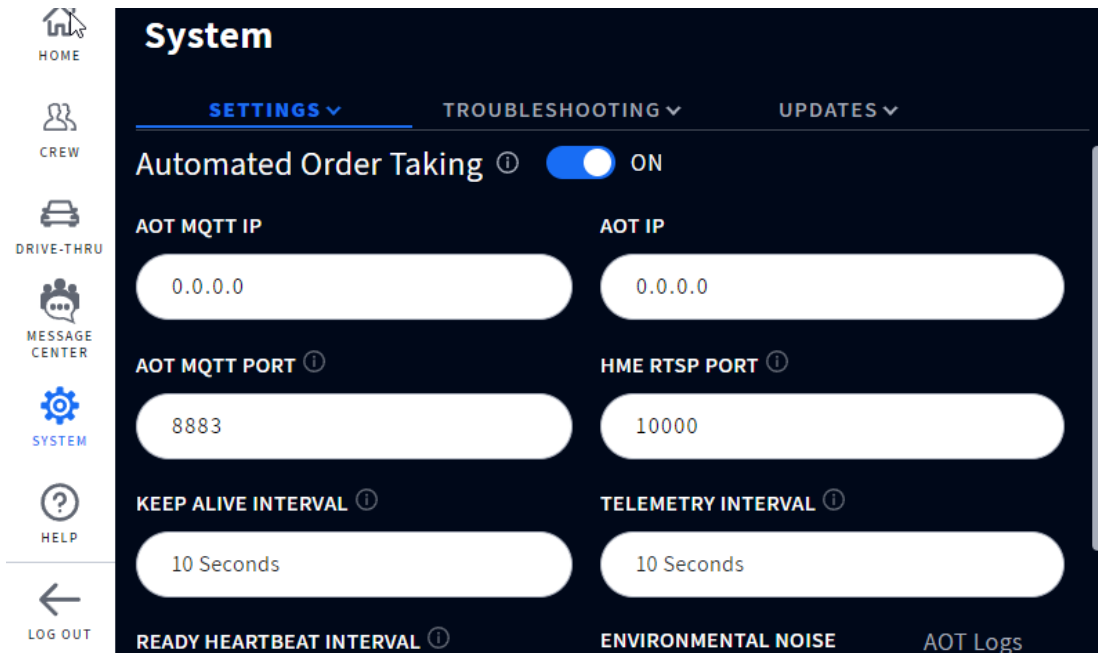 HOME
CREW
DRIVE-THRU
MESSAGE
CENTER
SYSTEM
HELP
LOG OUT
System
SETTINGS TROUBLESHOOTING UPDATES
Automated Order Taking ON
AOT MQTT IP AOT IP
0.0.0.0 0.0.0.0
AOT MQTT PORT HME RTSP PORT
8883 10000
KEEP ALIVE INTERVAL TELEMETRY INTERVAL
10 Seconds 10 Seconds
READY HEARTBEAT INTERVAL ENVIRONMENTAL NOISE AOT Logs